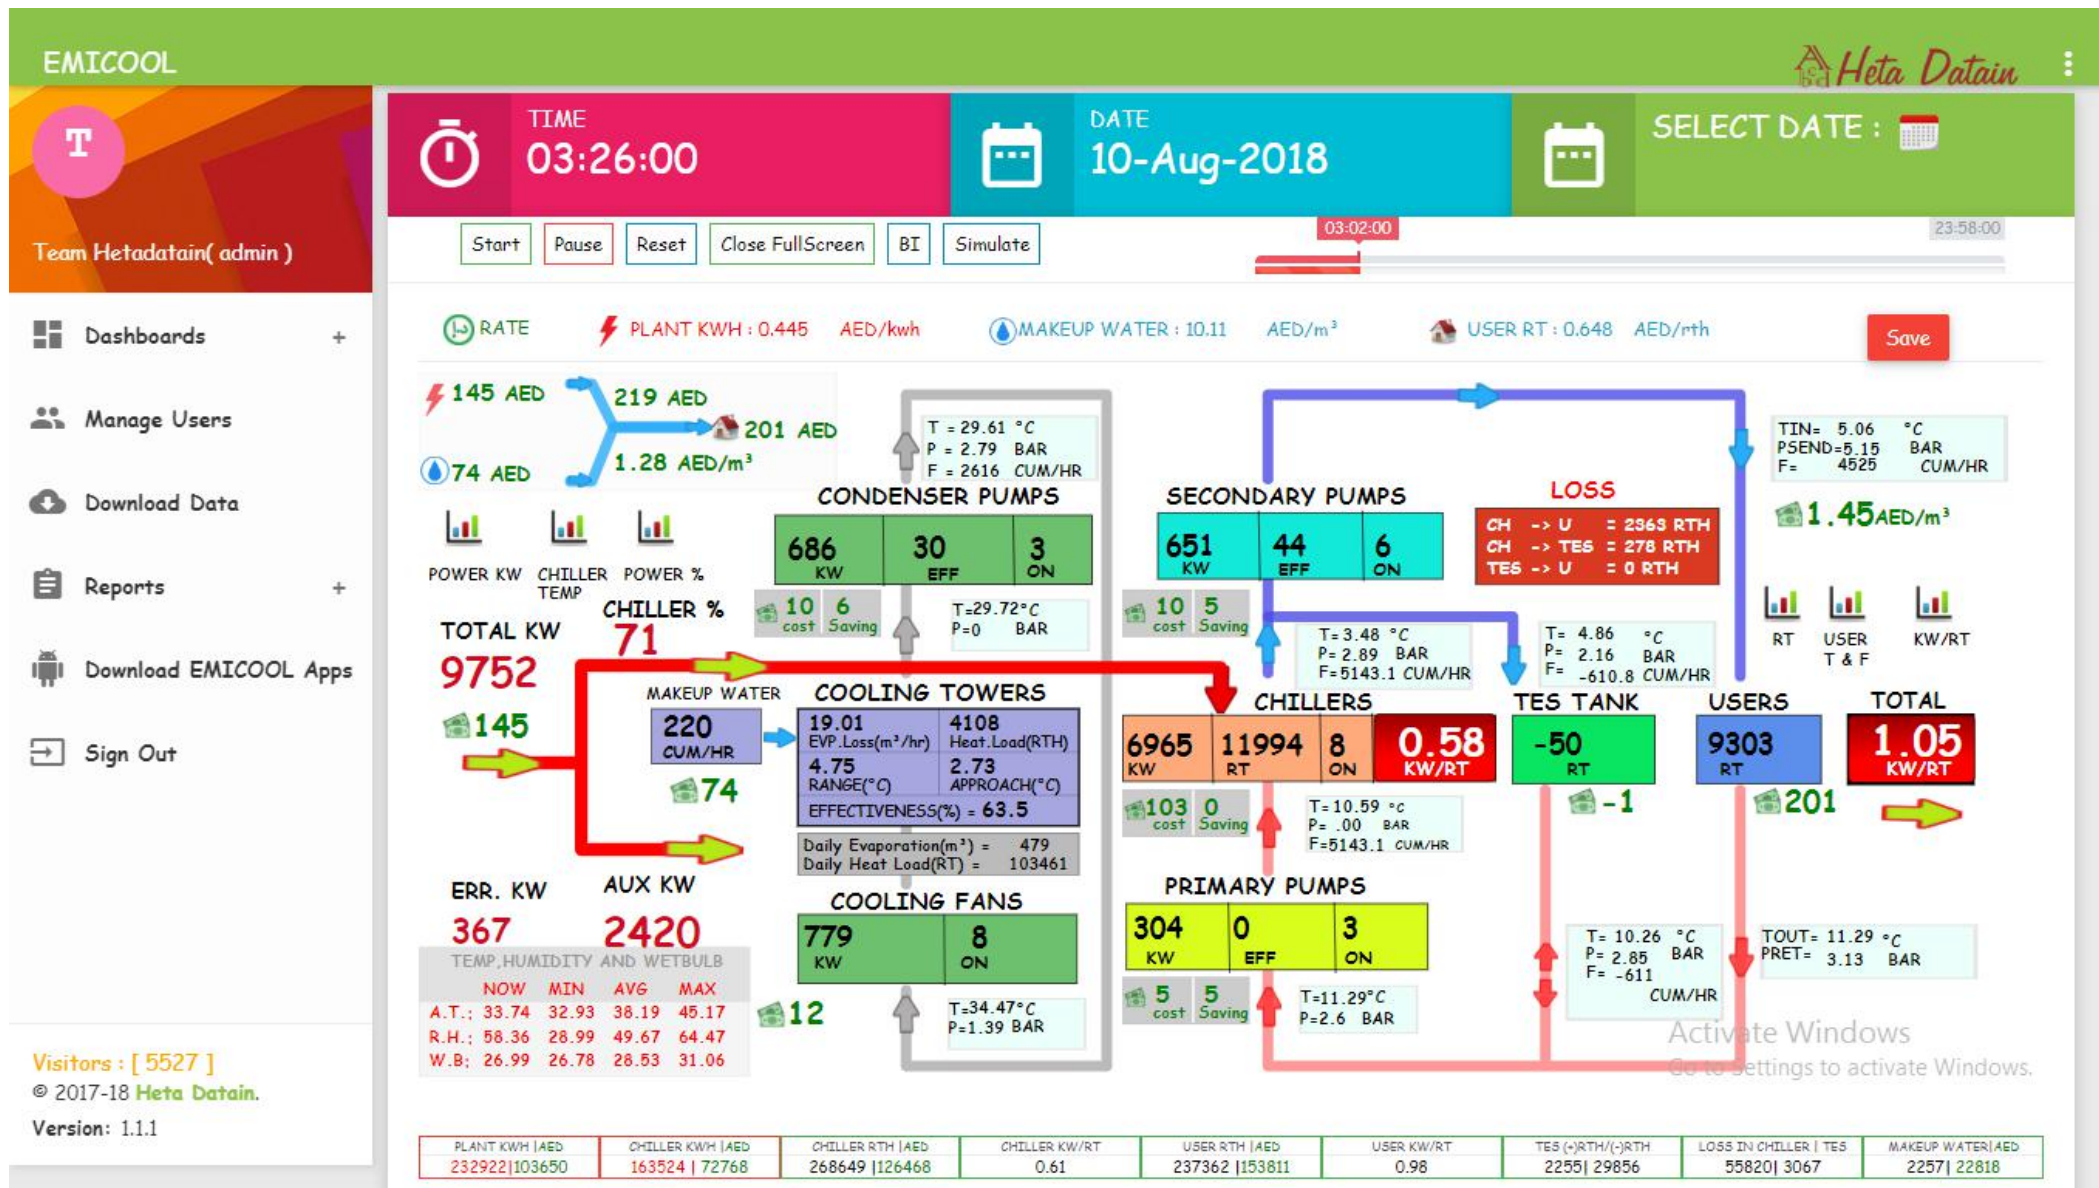 EMICOOL
Heta Datain
T
Team Hetadatain( admin )
Dashboards +
Manage Users
Download Data
Reports +
Download EMICOOL Apps
Sign Out
Visitors : [ 5527 ]
© 2017-18 Heta Datain.
Version: 1.1.1
TIME
03:26:00
DATE
10-Aug-2018
SELECT DATE :
Start Pause Reset Close FullScreen BI Simulate
03:02:00 23:58:00
RATE PLANT KWH : 0.445 AED/kwh MAKEUP WATER : 10.11 AED/m³ USER RT : 0.648 AED/rth Save
145 AED
219 AED
201 AED
1.28 AED/m³
74 AED
POWER KW
CHILLER TEMP
POWER %
TOTAL KW
9752
145
CHILLER %
71
T = 29.61 °C
P = 2.79 BAR
F = 2616 CUM/HR
CONDENSER PUMPS
686 KW 30 EFF 3 ON
10 cost 6 Saving
T=29.72°C
P=0 BAR
MAKEUP WATER
220
CUM/HR
74
COOLING TOWERS
19.01 4108
EVP.Loss(m³/hr) Heat.Load(RTH)
4.75 2.73
RANGE(°C) APPROACH(°C)
EFFECTIVENESS(%) = 63.5
Daily Evaporation(m³) = 479
Daily Heat Load(RT) = 103461
COOLING FANS
779 KW 8 ON
12
T=34.47°C
P=1.39 BAR
ERR. KW
367
AUX KW
2420
TEMP,HUMIDITY AND WETBULB
NOW MIN AVG MAX
A.T.; 33.74 32.93 38.19 45.17
R.H.; 58.36 28.99 49.67 64.47
W.B; 26.99 26.78 28.53 31.06
SECONDARY PUMPS
651 KW 44 EFF 6 ON
10 cost 5 Saving
LOSS
CH -> U = 2363 RTH
CH -> TES = 278 RTH
TES -> U = 0 RTH
TIN= 5.06 °C
PSEND=5.15 BAR
F= 4525 CUM/HR
1.45AED/m³
RT
USER T & F
KW/RT
T= 3.48 °C
P= 2.89 BAR
F=5143.1 CUM/HR
T= 4.86 °C
P= 2.16 BAR
F= -610.8 CUM/HR
CHILLERS
6965 KW 11994 RT 8 ON 0.58 KW/RT
103 cost 0 Saving
T= 10.59 °C
P= .00 BAR
F=5143.1 CUM/HR
TES TANK
-50
RT
-1
USERS
9303
RT
201
TOTAL
1.05
KW/RT
PRIMARY PUMPS
304 KW 0 EFF 3 ON
5 cost 5 Saving
T=11.29°C
P=2.6 BAR
T= 10.26 °C
P= 2.85 BAR
F= -611
CUM/HR
TOUT= 11.29 °C
PRET= 3.13 BAR
Activate Windows
Go to Settings to activate Windows.
PLANT KWH |AED CHILLER KWH |AED CHILLER RTH |AED CHILLER KW/RT USER RTH |AED USER KW/RT TES (+)RTH/(-)RTH LOSS IN CHILLER | TES MAKEUP WATER|AED
232922|103650 163524 | 72768 268649 |126468 0.61 237362 |153811 0.98 2255| 29856 55820| 3067 2257| 22818